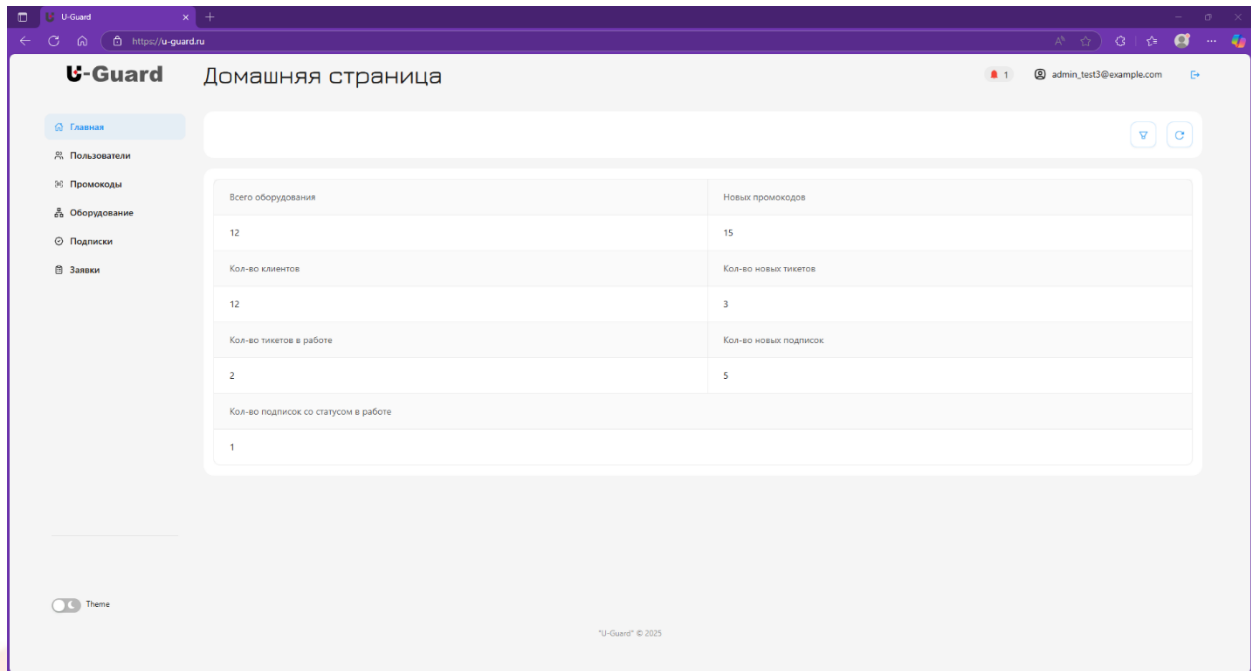 U-Guard
https://u-guard.ru
U-Guard
Домашняя страница
1
admin_test3@example.com
Главная
Пользователи
Промокоды
Оборудование
Подписки
Заявки
Всего оборудования
Новых промокодов
12
15
Кол-во клиентов
Кол-во новых тикетов
12
3
Кол-во тикетов в работе
Кол-во новых подписок
2
5
Кол-во подписок со статусом в работе
1
Theme
"U-Guard" © 2025